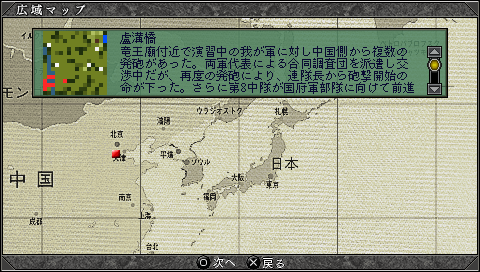 広域マップ
盧溝橋
竜王廟付近で演習中の我が軍に対し中国側から複数の
発砲があった。両軍代表による合同調査団を派遣し交
渉中だが、再度の発砲により、連隊長から砲撃開始の
命が下った。さらに第8中隊が国府軍部隊に向けて前進
モン
ウラジオストク
札幌
瀋陽
北京
天津
平壌
ソウル
日本
大阪
東京
中国
福岡
南京
上海
成都
台北
次へ
戻る